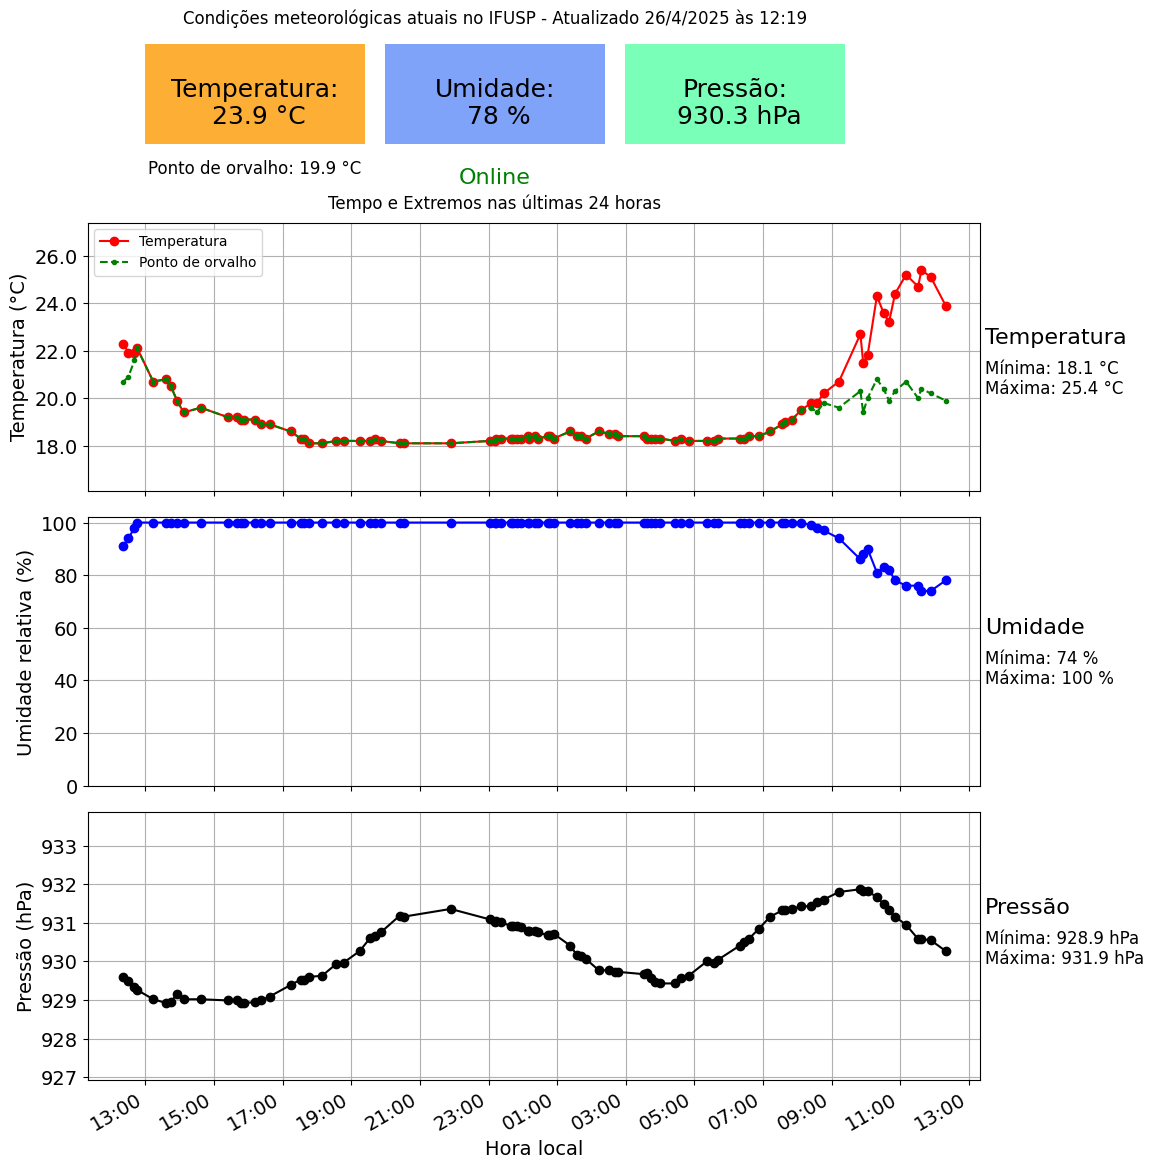 Condições meteorológicas atuais no IFUSP - Atualizado 26/4/2025 às 12:19
Temperatura:
23.9 °C
Umidade:
78 %
Pressão:
930.3 hPa
Ponto de orvalho: 19.9 °C
Online
Tempo e Extremos nas últimas 24 horas
Temperatura (°C)
26.0
24.0
22.0
20.0
18.0
Temperatura
Ponto de orvalho
Temperatura
Mínima: 18.1 °C
Máxima: 25.4 °C
Umidade relativa (%)
100
80
60
40
20
0
Umidade
Mínima: 74 %
Máxima: 100 %
Pressão (hPa)
933
932
931
930
929
928
927
Pressão
Mínima: 928.9 hPa
Máxima: 931.9 hPa
13:00 15:00 17:00 19:00 21:00 23:00 01:00 03:00 05:00 07:00 09:00 11:00 13:00
Hora local